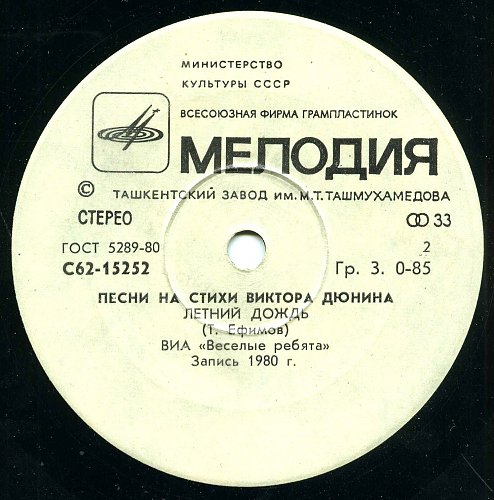 МИНИСТЕРСТВО
КУЛЬТУРЫ СССР
ВСЕСОЮЗНАЯ ФИРМА ГРАМПЛАСТИНОК
МЕЛОДИЯ
© ТАШКЕНТСКИЙ ЗАВОД ИМ. М.Т. ТАШМУХАМЕДОВА
СТЕРЕО 33
ГОСТ 5289-80 2
С62-15252 Гр. 3. 0-85
ПЕСНИ НА СТИХИ ВИКТОРА ДЮНИНА
ЛЕТНИЙ ДОЖДЬ
(Т. Ефимов)
ВИА «Веселые ребята»
Запись 1980 г.